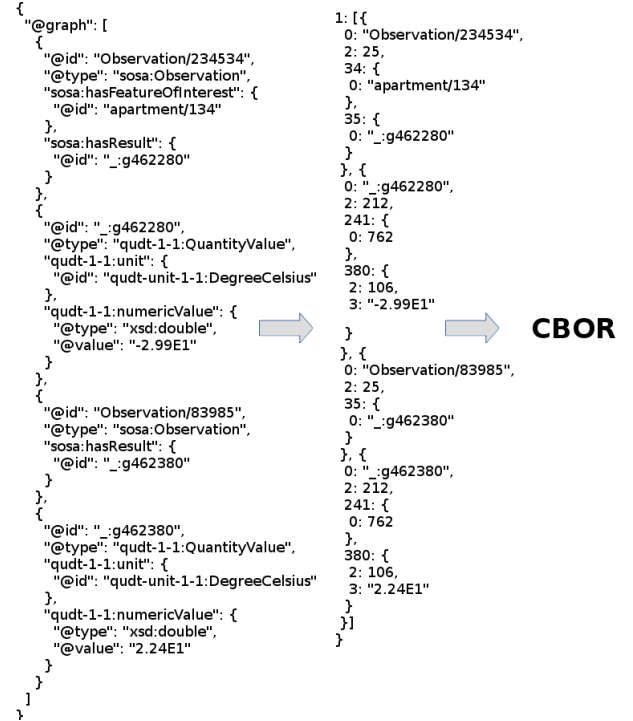 {
"@graph": [
{
"@id": "Observation/234534",
"@type": "sosa:Observation",
"sosa:hasFeatureOfInterest": {
"@id": "apartment/134"
},
"sosa:hasResult": {
"@id": "_:g462280"
}
},
{
"@id": "_:g462280",
"@type": "qudt-1-1:QuantityValue",
"qudt-1-1:unit": {
"@id": "qudt-unit-1-1:DegreeCelsius"
},
"qudt-1-1:numericValue": {
"@type": "xsd:double",
"@value": "-2.99E1"
}
},
{
"@id": "Observation/83985",
"@type": "sosa:Observation",
"sosa:hasResult": {
"@id": "_:g462380"
}
},
{
"@id": "_:g462380",
"@type": "qudt-1-1:QuantityValue",
"qudt-1-1:unit": {
"@id": "qudt-unit-1-1:DegreeCelsius"
},
"qudt-1-1:numericValue": {
"@type": "xsd:double",
"@value": "2.24E1"
}
}
]
}
1: [{
0: "Observation/234534",
2: 25,
34: {
0: "apartment/134"
},
35: {
0: "_:g462280"
}
}, {
0: "_:g462280",
2: 212,
241: {
0: 762
},
380: {
2: 106,
3: "-2.99E1"
}
}, {
0: "Observation/83985",
2: 25,
35: {
0: "_:g462380"
}
}, {
0: "_:g462380",
2: 212,
241: {
0: 762
},
380: {
2: 106,
3: "2.24E1"
}
}]
}
CBOR